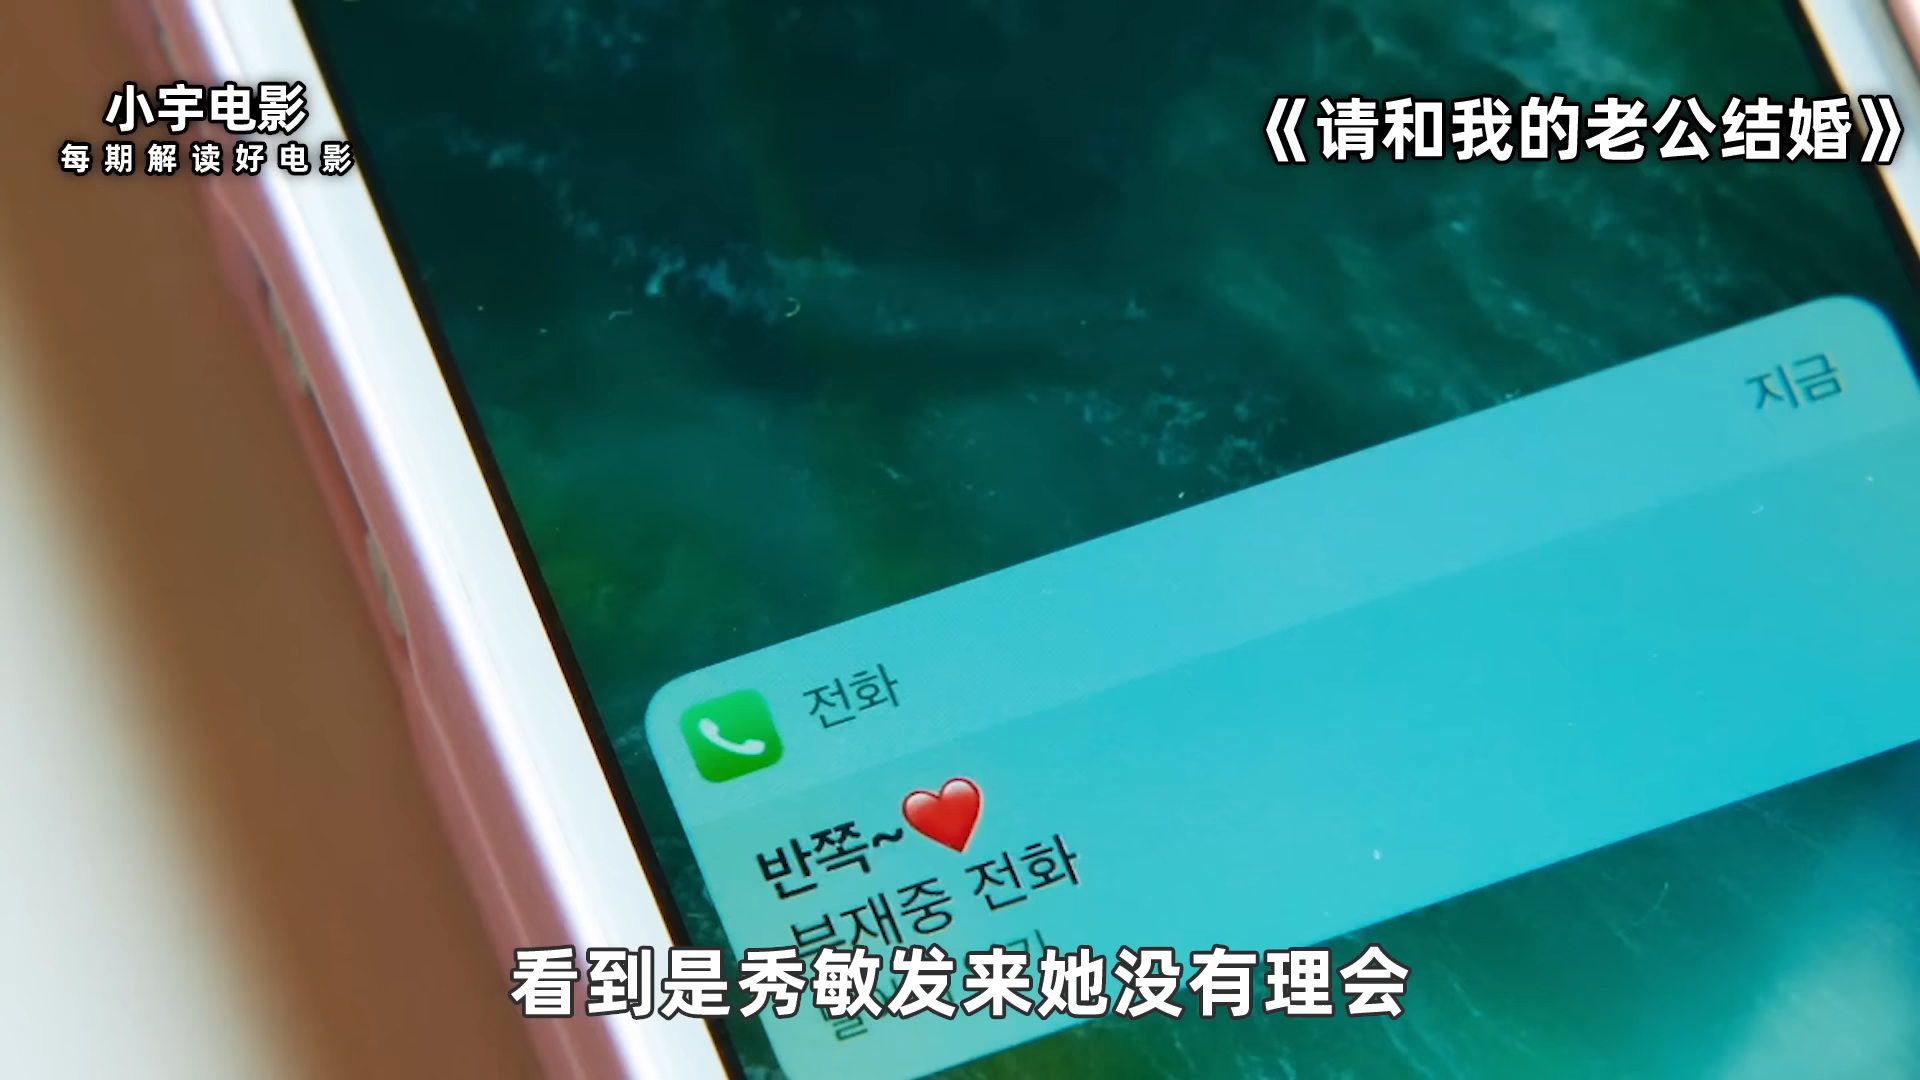 小宇电影
每期解读好电影
《请和我的老公结婚》
지금
전화
반쪽~❤️
부재중 전화
看到是秀敏发来她没有理会